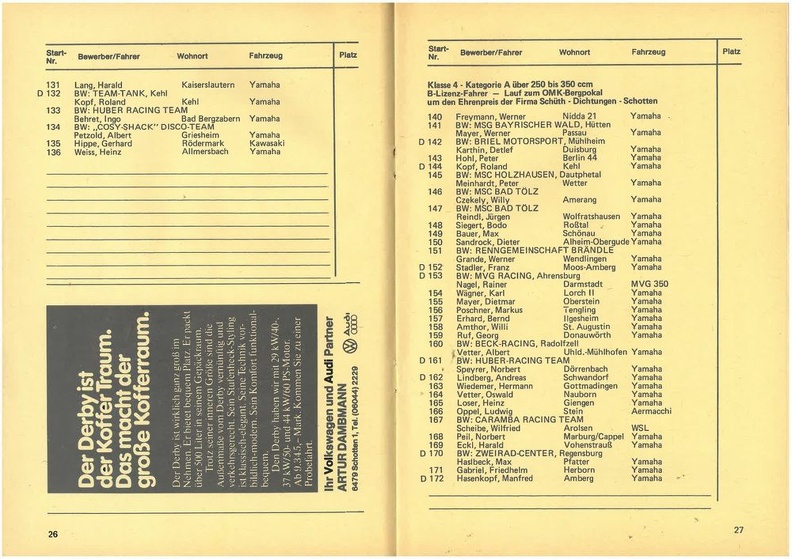 Start-
Nr. Bewerber/Fahrer Wohnort Fahrzeug Platz
131 Lang, Harald Kaiserslautern Yamaha
D 132 BW: TEAM-TANK, Kehl
Kopf, Roland Kehl Yamaha
133 BW: HUBER RACING TEAM
Behret, Ingo Bad Bergzabern Yamaha
134 BW: „COSY-SHACK" DISCO-TEAM
Petzold, Albert Griesheim Yamaha
135 Hippe, Gerhard Rödermark Kawasaki
136 Weiss, Heinz Allmersbach Yamaha
Der Derby ist
der Koffer Traum.
Das macht der
große Kofferraum.
Der Derby ist wirklich ganz groß im
Nehmen. Er bietet bequem Platz. Er packt
über 500 Liter in seinem Gepäckraum.
Trotz seiner inneren Größe sind die
Außenmaße vom Derby vernünftig und
verkehrsgerecht. Sein Stufenheck-Styling
ist klassisch-elegant. Seine Technik vor-
bildlich-modern. Sein Komfort funktional-
bequem.
Den Derby haben wir mit 29 kW/40-,
37 kW/50- und 44 kW/60 PS-Motor.
Ab 9.345,– Mark. Kommen Sie zu einer
Probefahrt.
Ihr Volkswagen und Audi Partner
ARTUR DAMBMANN
6479 Schotten 1, Tel. (06044) 2229
Audi
26
Start-
Nr. Bewerber/Fahrer Wohnort Fahrzeug Platz
Klasse 4 - Kategorie A über 250 bis 350 ccm
B-Lizenz-Fahrer — Lauf zum OMK-Bergpokal
um den Ehrenpreis der Firma Schüth - Dichtungen - Schotten
140 Freymann, Werner Nidda 21 Yamaha
141 BW: MSG BAYRISCHER WALD, Hütten
Mayer, Werner Passau Yamaha
D 142 BW: BRIEL MOTORSPORT, Mühlheim
Karthin, Detlef Duisburg Yamaha
143 Hohl, Peter Berlin 44 Yamaha
D 144 Kopf, Roland Kehl Yamaha
145 BW: MSC HOLZHAUSEN, Dautphetal
Meinhardt, Peter Wetter Yamaha
146 BW: MSC BAD TÖLZ
Czekely, Willy Amerang Yamaha
147 BW: MSC BAD TÖLZ
Reindl, Jürgen Wolfratshausen Yamaha
148 Siegert, Bodo Roßtal Yamaha
149 Bauer, Max Schönau Yamaha
150 Sandrock, Dieter Alheim-Obergude Yamaha
151 BW: RENNGEMEINSCHAFT BRÄNDLE
Grande, Werner Wendlingen Yamaha
D 152 Stadler, Franz Moos-Amberg Yamaha
D 153 BW: MVG RACING, Ahrensburg
Nagel, Rainer Darmstadt MVG 350
154 Wägner, Karl Lorch II Yamaha
155 Mayer, Dietmar Oberstein Yamaha
156 Poschner, Markus Tengling Yamaha
157 Erhard, Bernd Ilgesheim Yamaha
158 Amthor, Willi St. Augustin Yamaha
159 Ruf, Georg Donauwörth Yamaha
160 BW: BECK-RACING, Radolfzell
Vetter, Albert Uhld.-Mühlhofen Yamaha
D 161 BW: HUBER-RACING TEAM
Speyrer, Norbert Dörrenbach Yamaha
D 162 Lindberg, Andreas Schwandorf Yamaha
163 Wiedemer, Hermann Gottmadingen Yamaha
164 Vetter, Oswald Nauborn Yamaha
165 Loser, Heinz Giengen Yamaha
166 Oppel, Ludwig Stein Aermacchi
167 BW: CARAMBA RACING TEAM
Scheibe, Wilfried Arolsen WSL
168 Peil, Norbert Marburg/Cappel Yamaha
169 Eckl, Harald Vohenstrauß Yamaha
D 170 BW: ZWEIRAD-CENTER, Regensburg
Haslbeck, Max Pfatter Yamaha
171 Gabriel, Friedhelm Herborn Yamaha
D 172 Hasenkopf, Manfred Amberg Yamaha
27